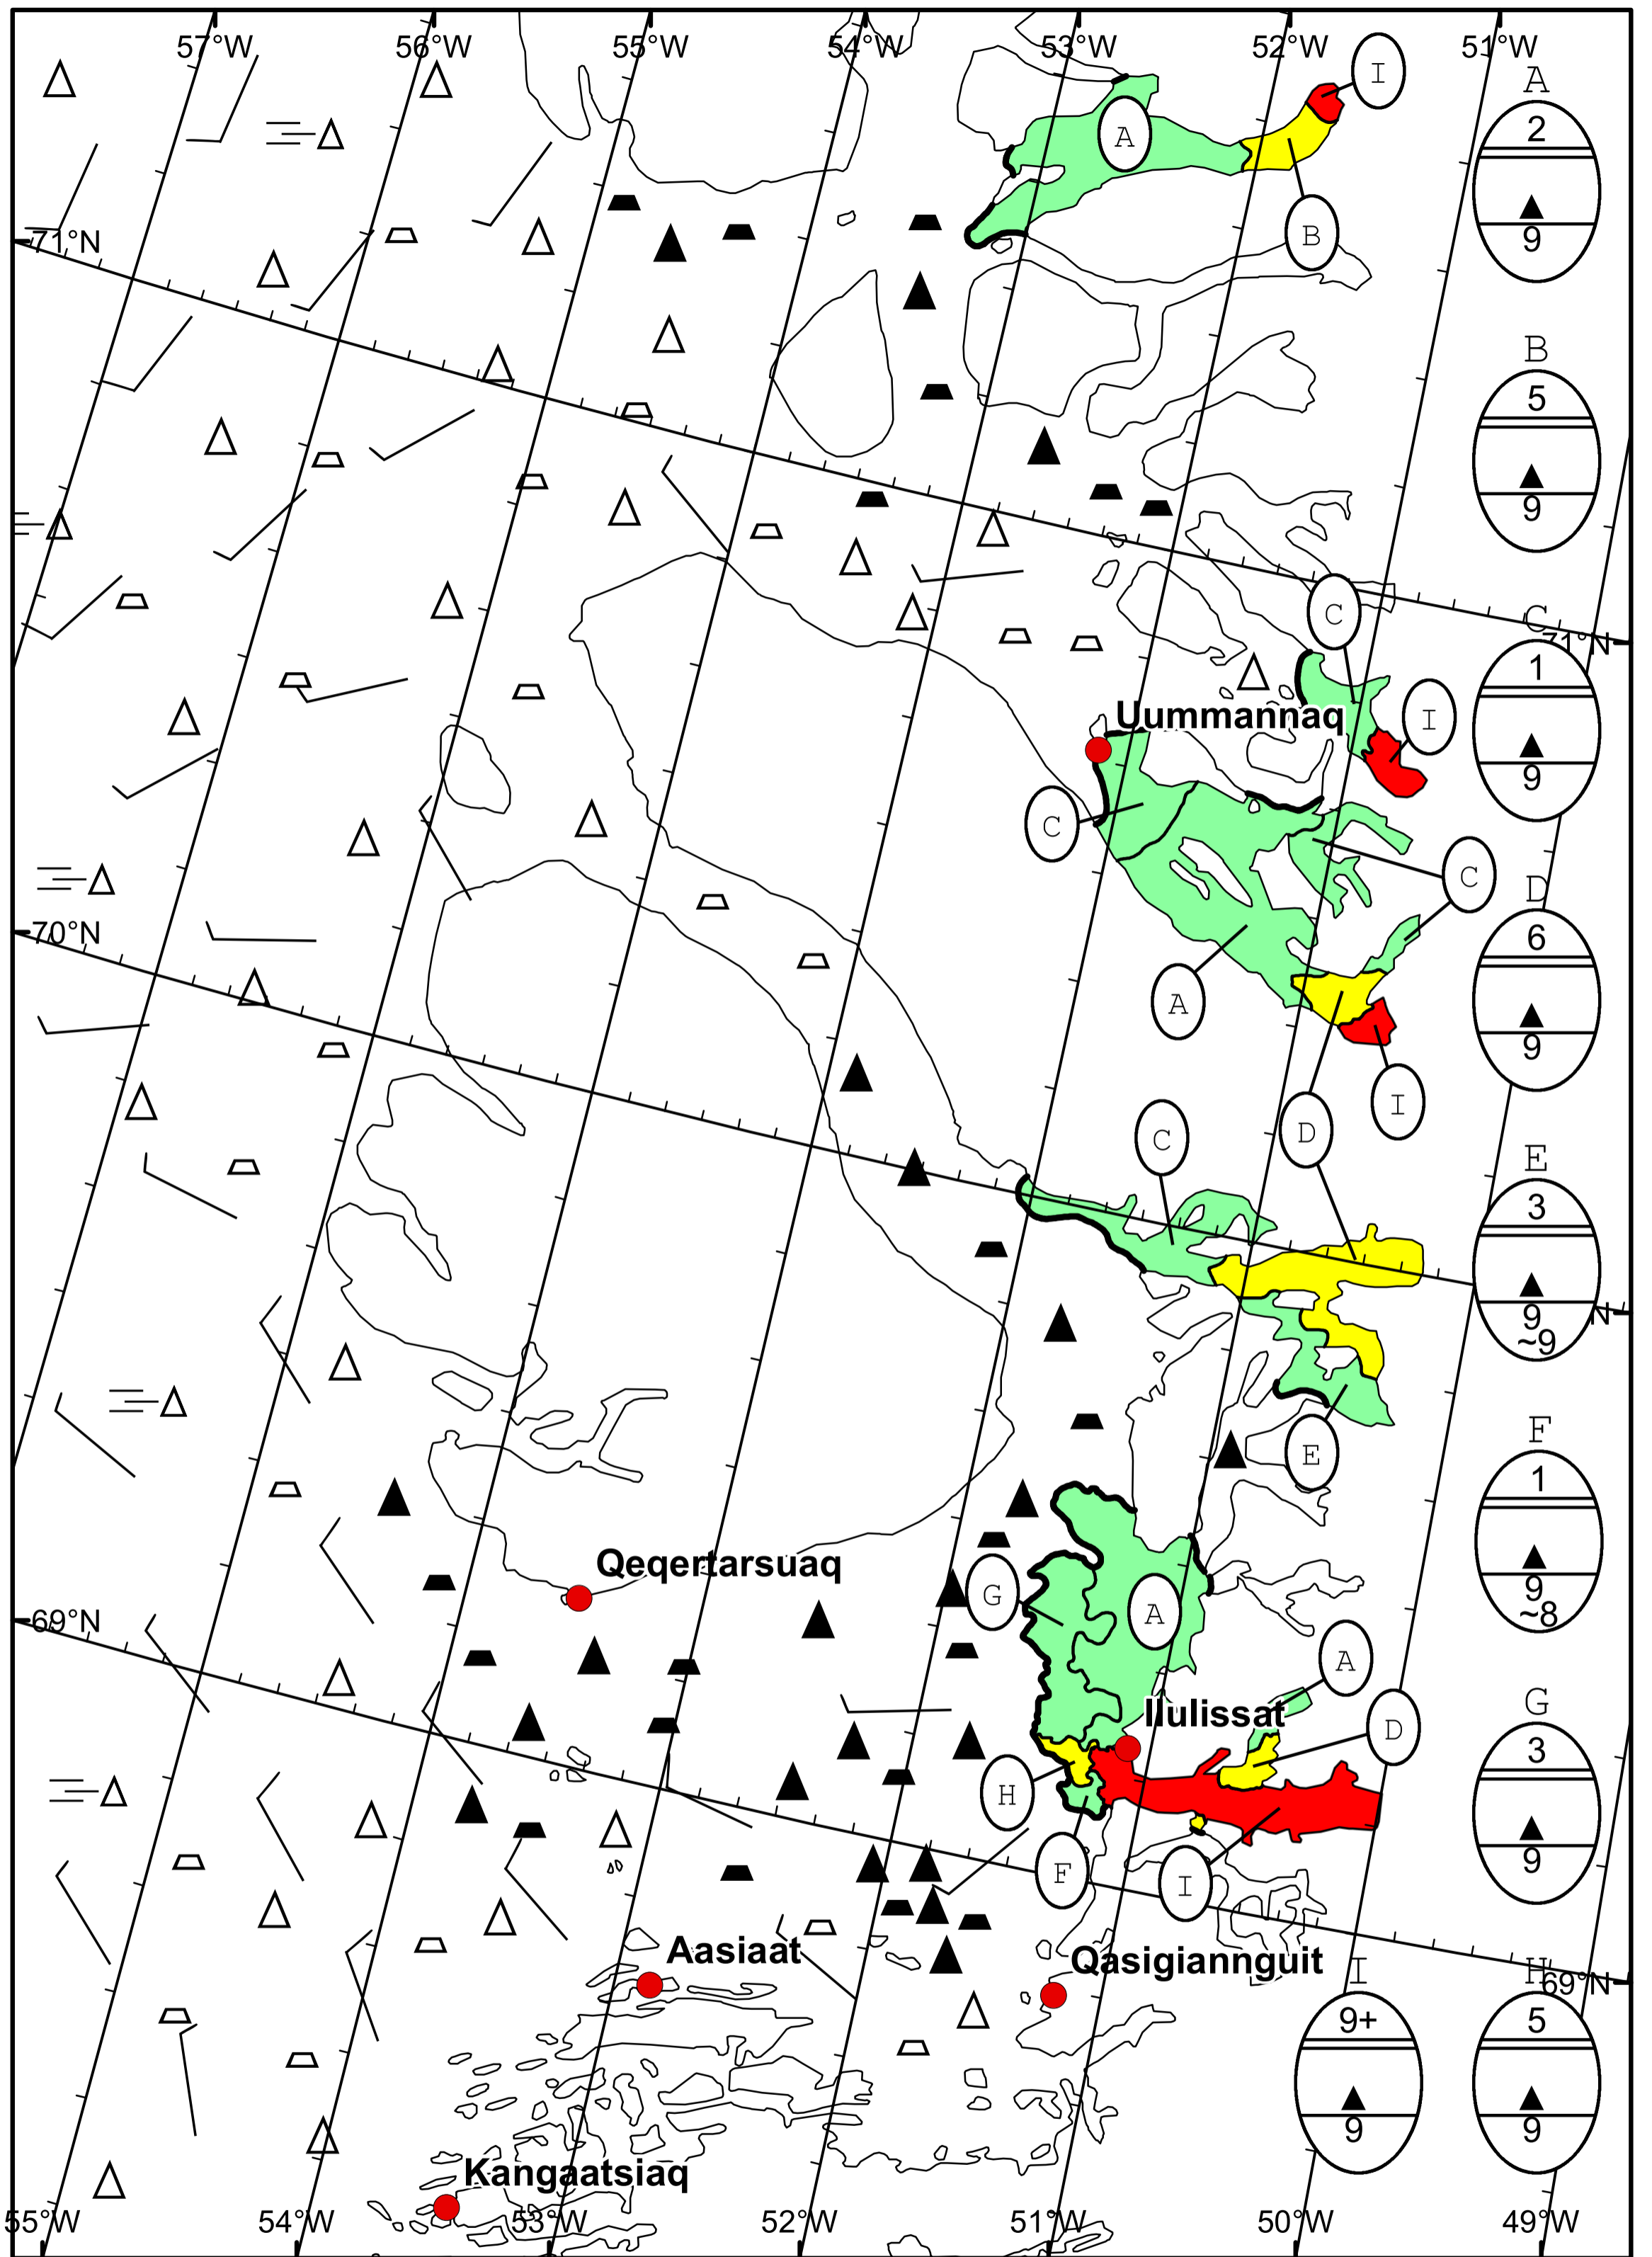 57°W 56°W 55°W 54°W 53°W 52°W 51°W
I
A
A
2
9
B
71°N
B
5
9
C
C
71°N
1
9
Uummannaq
I
C
C
D
6
9
70°N
A
I
C
D
E
3
9
~9
N
E
F
1
9
~8
Qeqertarsuaq
G
A
69°N
A
Ilulissat
D
G
3
9
H
F
I
Aasiaat
Qasigiannguit
I
9+
9
H
69°N
5
9
Kangaatsiaq
55°W 54°W 53°W 52°W 51°W 50°W 49°W